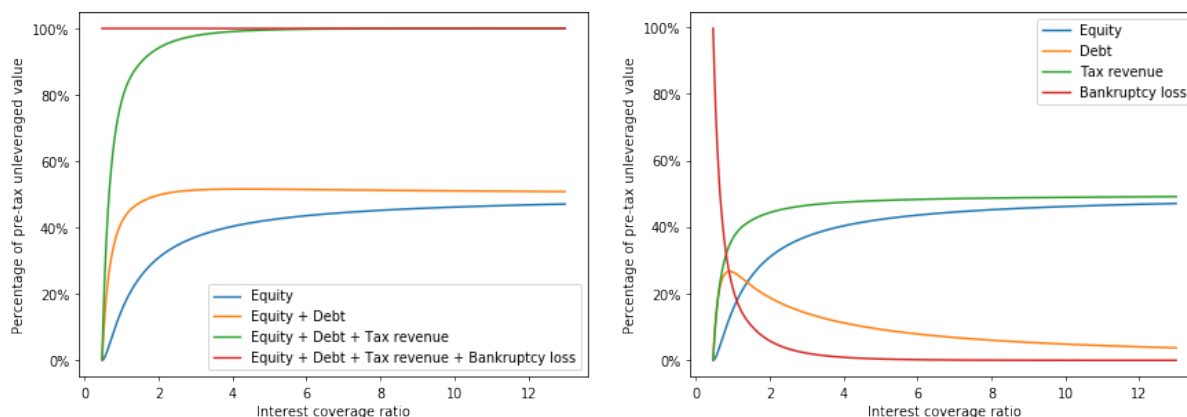 Percentage of pre-tax unleveraged value
100%
80%
60%
40%
20%
0%
Equity
Equity + Debt
Equity + Debt + Tax revenue
Equity + Debt + Tax revenue + Bankruptcy loss
0 2 4 6 8 10 12
Interest coverage ratio
Percentage of pre-tax unleveraged value
100%
80%
60%
40%
20%
0%
Equity
Debt
Tax revenue
Bankruptcy loss
0 2 4 6 8 10 12
Interest coverage ratio